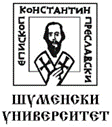 ЕПИСКОП КОНСТАНТИН ПРЕСЛАВСКИ
ШУМЕНСКИ
УНИВЕРСИТЕТ